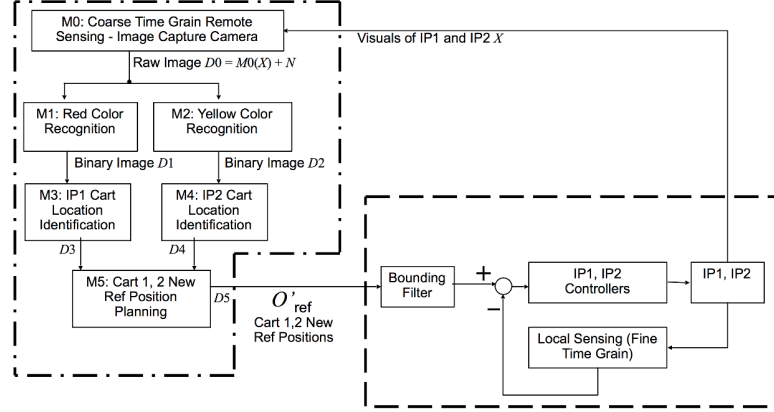 M0: Coarse Time Grain Remote
Sensing - Image Capture Camera
Visuals of IP1 and IP2 X
Raw Image D0 = M0(X) + N
M1: Red Color
Recognition
M2: Yellow Color
Recognition
Binary Image D1
Binary Image D2
M3: IP1 Cart
Location
Identification
M4: IP2 Cart
Location
Identification
D3
D4
M5: Cart 1, 2 New
Ref Position
Planning
D5
O'ref
Cart 1,2 New
Ref Positions
Bounding
Filter
+
−
IP1, IP2
Controllers
IP1, IP2
Local Sensing (Fine
Time Grain)